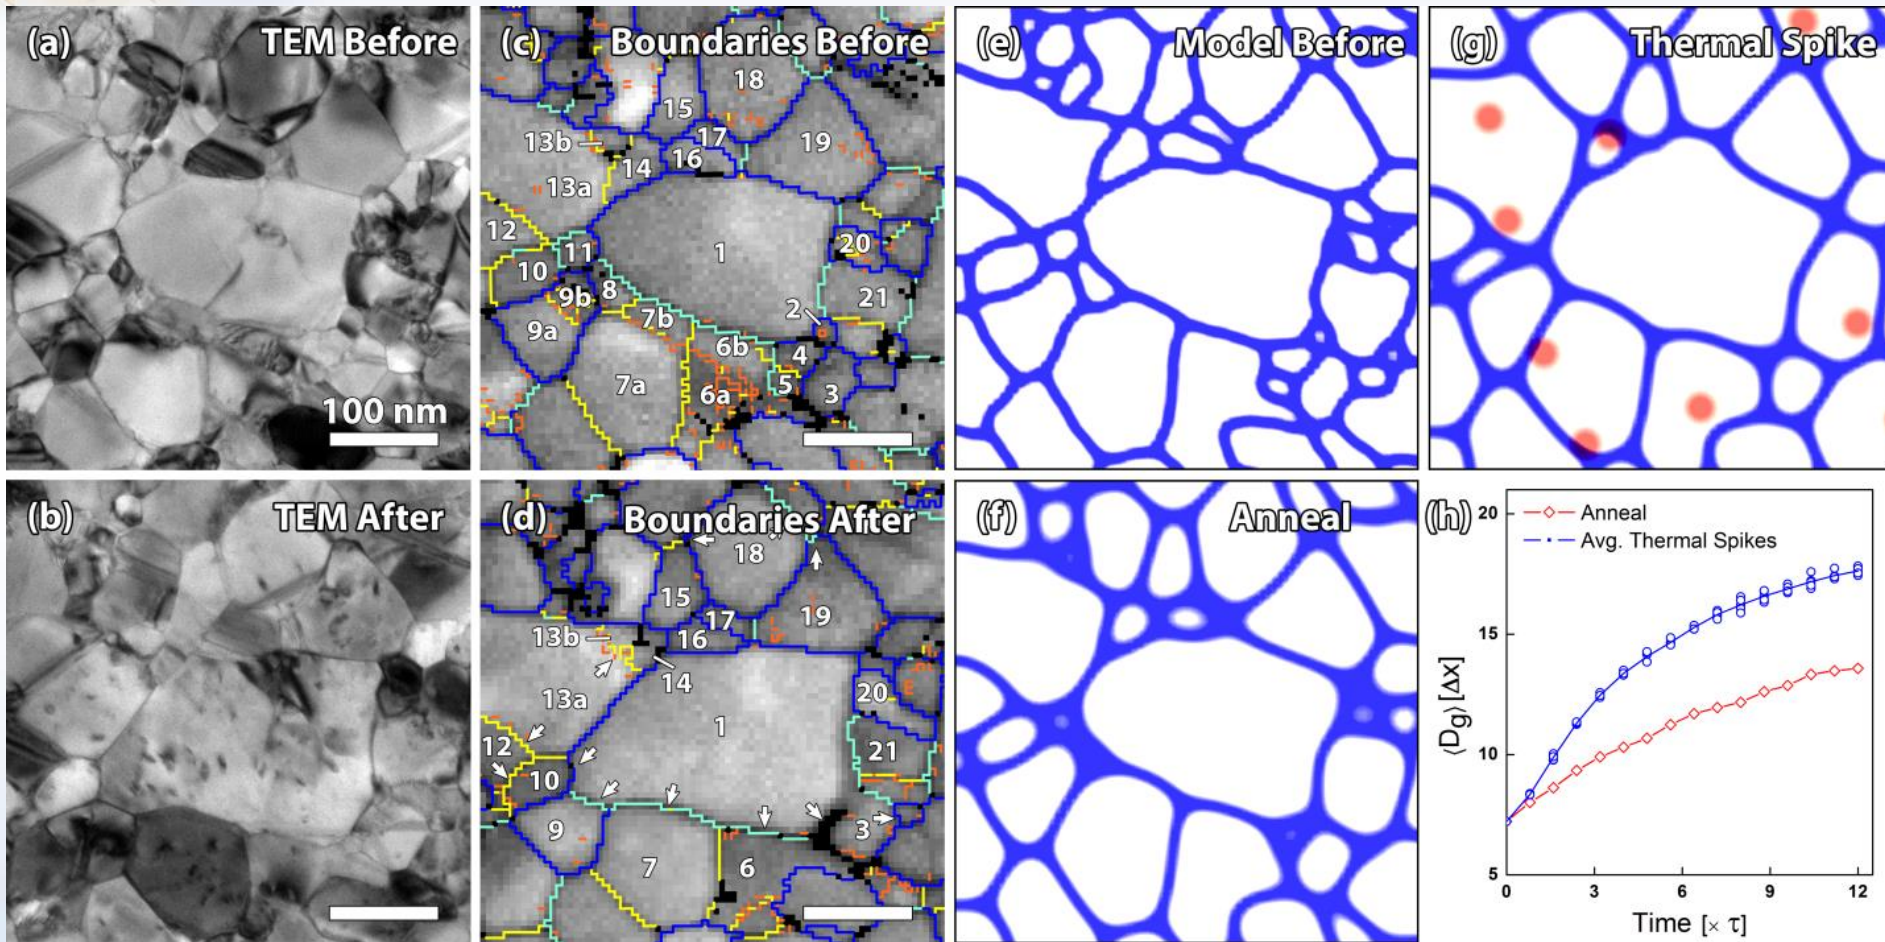 (a) TEM Before
100 nm
(b) TEM After
(c) Boundaries Before
18
15
17
13b
19
16
14
13a
12
1
11
20
10
8
9b
21
2
7b
9a
6b
4
7a
5
6a
3
(d) Boundaries After
18
15
17
19
13b
16
14
13a
20
1
12
21
10
9
3
7
6
(e) Model Before
(f) Anneal
(g) Thermal Spike
(h)
Anneal
Avg. Thermal Spikes
20
15
10
5
⟨Dg⟩ [Δx]
0 3 6 9 12
Time [× τ]